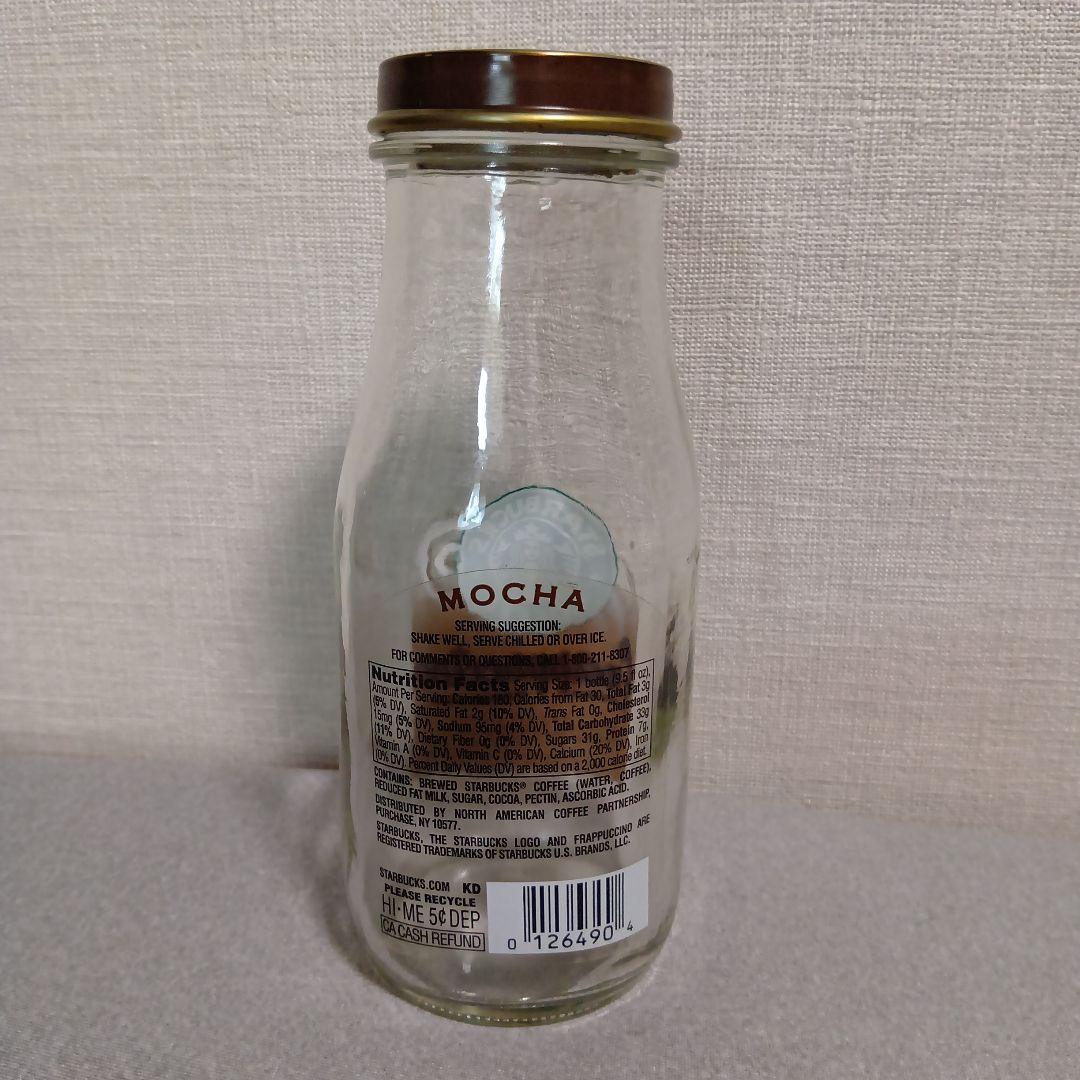 MOCHA
SERVING SUGGESTION:
SHAKE WELL, SERVE CHILLED OR OVER ICE.
FOR COMMENTS OR QUESTIONS, CALL 1-800-211-8307
Nutrition Facts Serving Size: 1 bottle (9.5 fl oz),
Amount Per Serving: Calories 180, Calories from Fat 30, Total Fat 3g
(5% DV), Saturated Fat 2g (10% DV), Trans Fat 0g, Cholesterol
15mg (5% DV), Sodium 95mg (4% DV), Total Carbohydrate 33g
(11% DV), Dietary Fiber 0g (0% DV), Sugars 31g, Protein 7g,
Vitamin A (0% DV), Vitamin C (0% DV), Calcium (20% DV), Iron
(0% DV). Percent Daily Values (DV) are based on a 2,000 calorie diet.
CONTAINS: BREWED STARBUCKS® COFFEE (WATER, COFFEE),
REDUCED FAT MILK, SUGAR, COCOA, PECTIN, ASCORBIC ACID.
DISTRIBUTED BY NORTH AMERICAN COFFEE PARTNERSHIP,
PURCHASE, NY 10577.
STARBUCKS, THE STARBUCKS LOGO AND FRAPPUCCINO ARE
REGISTERED TRADEMARKS OF STARBUCKS U.S. BRANDS, LLC.
STARBUCKS.COM KD
PLEASE RECYCLE
HI·ME 5¢ DEP
CA CASH REFUND
0 126490 4